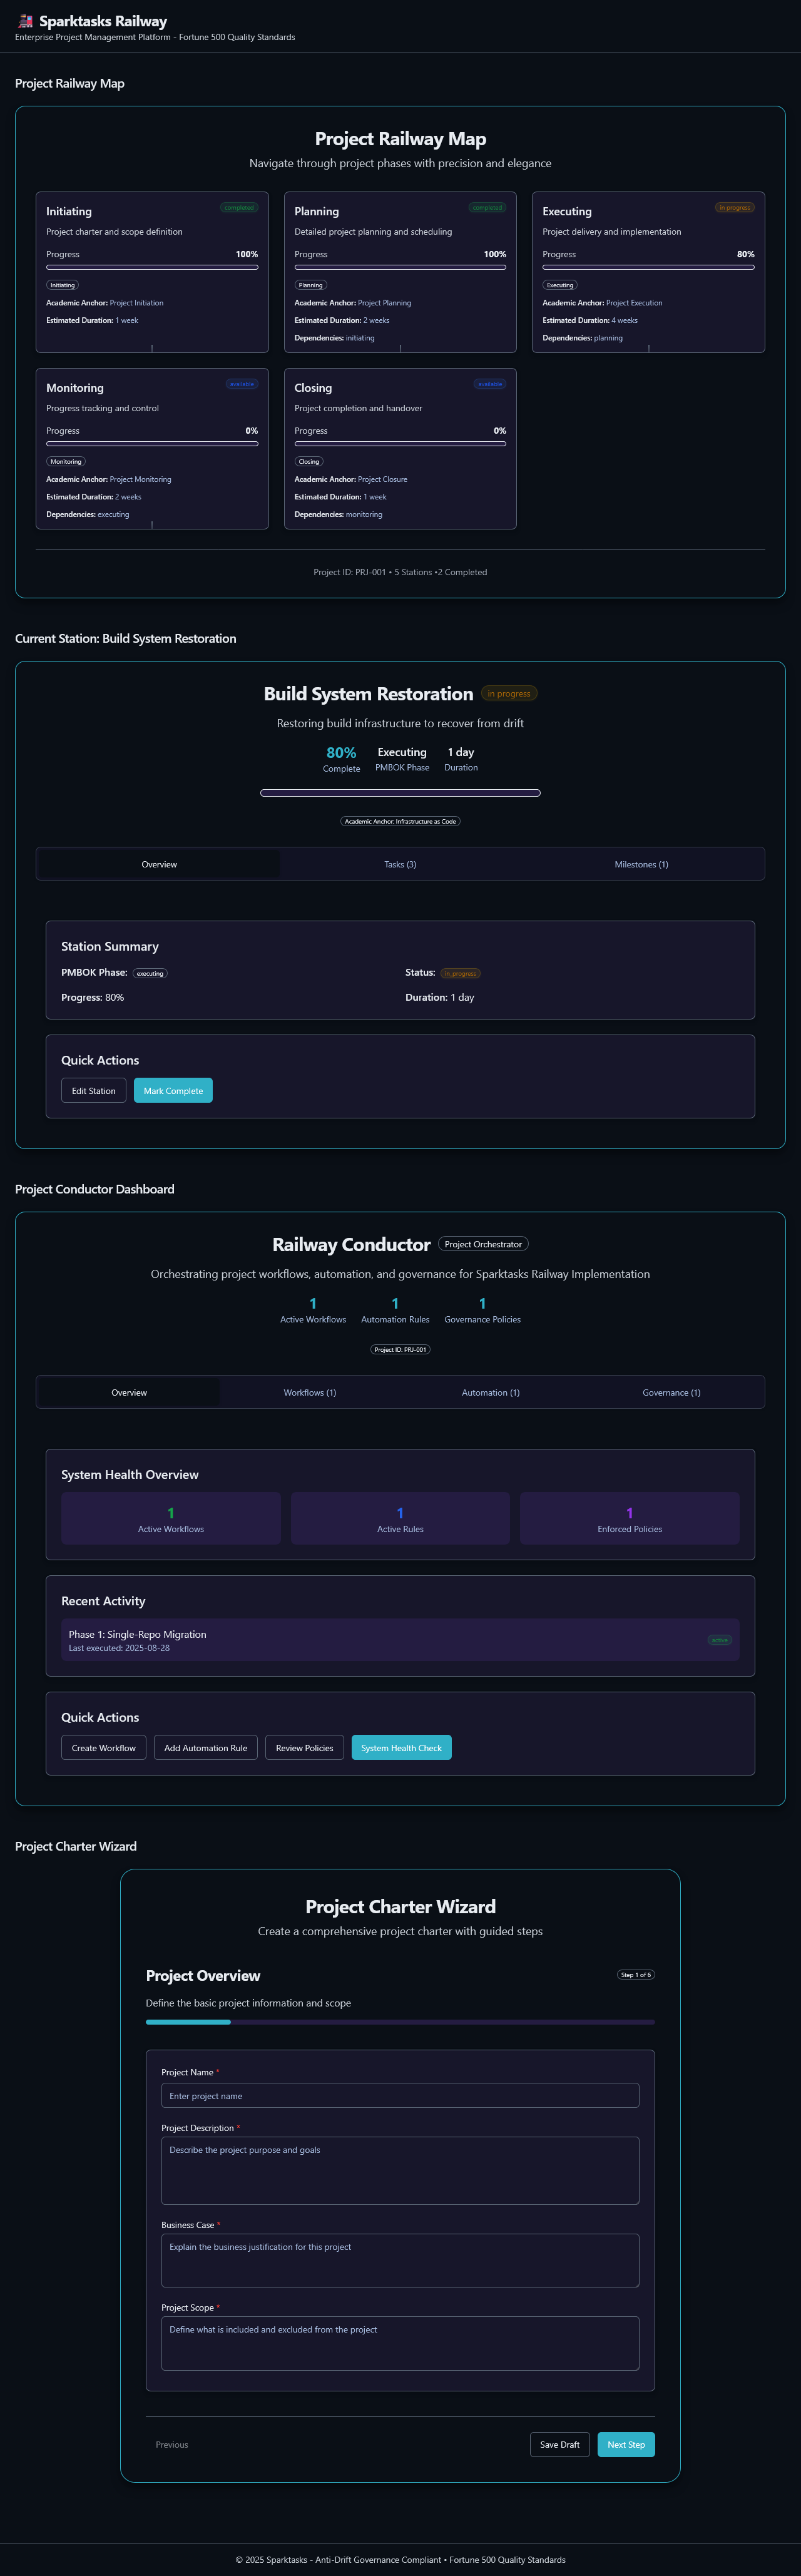 Sparktasks Railway
Enterprise Project Management Platform - Fortune 500 Quality Standards
Project Railway Map
Project Railway Map
Navigate through project phases with precision and elegance
Initiating
completed
Project charter and scope definition
Progress 100%
Initiating
Academic Anchor: Project Initiation
Estimated Duration: 1 week
Planning
completed
Detailed project planning and scheduling
Progress 100%
Planning
Academic Anchor: Project Planning
Estimated Duration: 2 weeks
Dependencies: initiating
Executing
in progress
Project delivery and implementation
Progress 80%
Executing
Academic Anchor: Project Execution
Estimated Duration: 4 weeks
Dependencies: planning
Monitoring
available
Progress tracking and control
Progress 0%
Monitoring
Academic Anchor: Project Monitoring
Estimated Duration: 2 weeks
Dependencies: executing
Closing
available
Project completion and handover
Progress 0%
Closing
Academic Anchor: Project Closure
Estimated Duration: 1 week
Dependencies: monitoring
Project ID: PRJ-001 • 5 Stations •2 Completed
Current Station: Build System Restoration
Build System Restoration in progress
Restoring build infrastructure to recover from drift
80% Executing 1 day
Complete PMBOK Phase Duration
Academic Anchor: Infrastructure as Code
Overview Tasks (3) Milestones (1)
Station Summary
PMBOK Phase: executing Status: in_progress
Progress: 80% Duration: 1 day
Quick Actions
Edit Station Mark Complete
Project Conductor Dashboard
Railway Conductor Project Orchestrator
Orchestrating project workflows, automation, and governance for Sparktasks Railway Implementation
1 1 1
Active Workflows Automation Rules Governance Policies
Project ID: PRJ-001
Overview Workflows (1) Automation (1) Governance (1)
System Health Overview
1 1 1
Active Workflows Active Rules Enforced Policies
Recent Activity
Phase 1: Single-Repo Migration
Last executed: 2025-08-28
active
Quick Actions
Create Workflow Add Automation Rule Review Policies System Health Check
Project Charter Wizard
Project Charter Wizard
Create a comprehensive project charter with guided steps
Project Overview Step 1 of 6
Define the basic project information and scope
Project Name *
Enter project name
Project Description *
Describe the project purpose and goals
Business Case *
Explain the business justification for this project
Project Scope *
Define what is included and excluded from the project
Previous Save Draft Next Step
© 2025 Sparktasks - Anti-Drift Governance Compliant • Fortune 500 Quality Standards